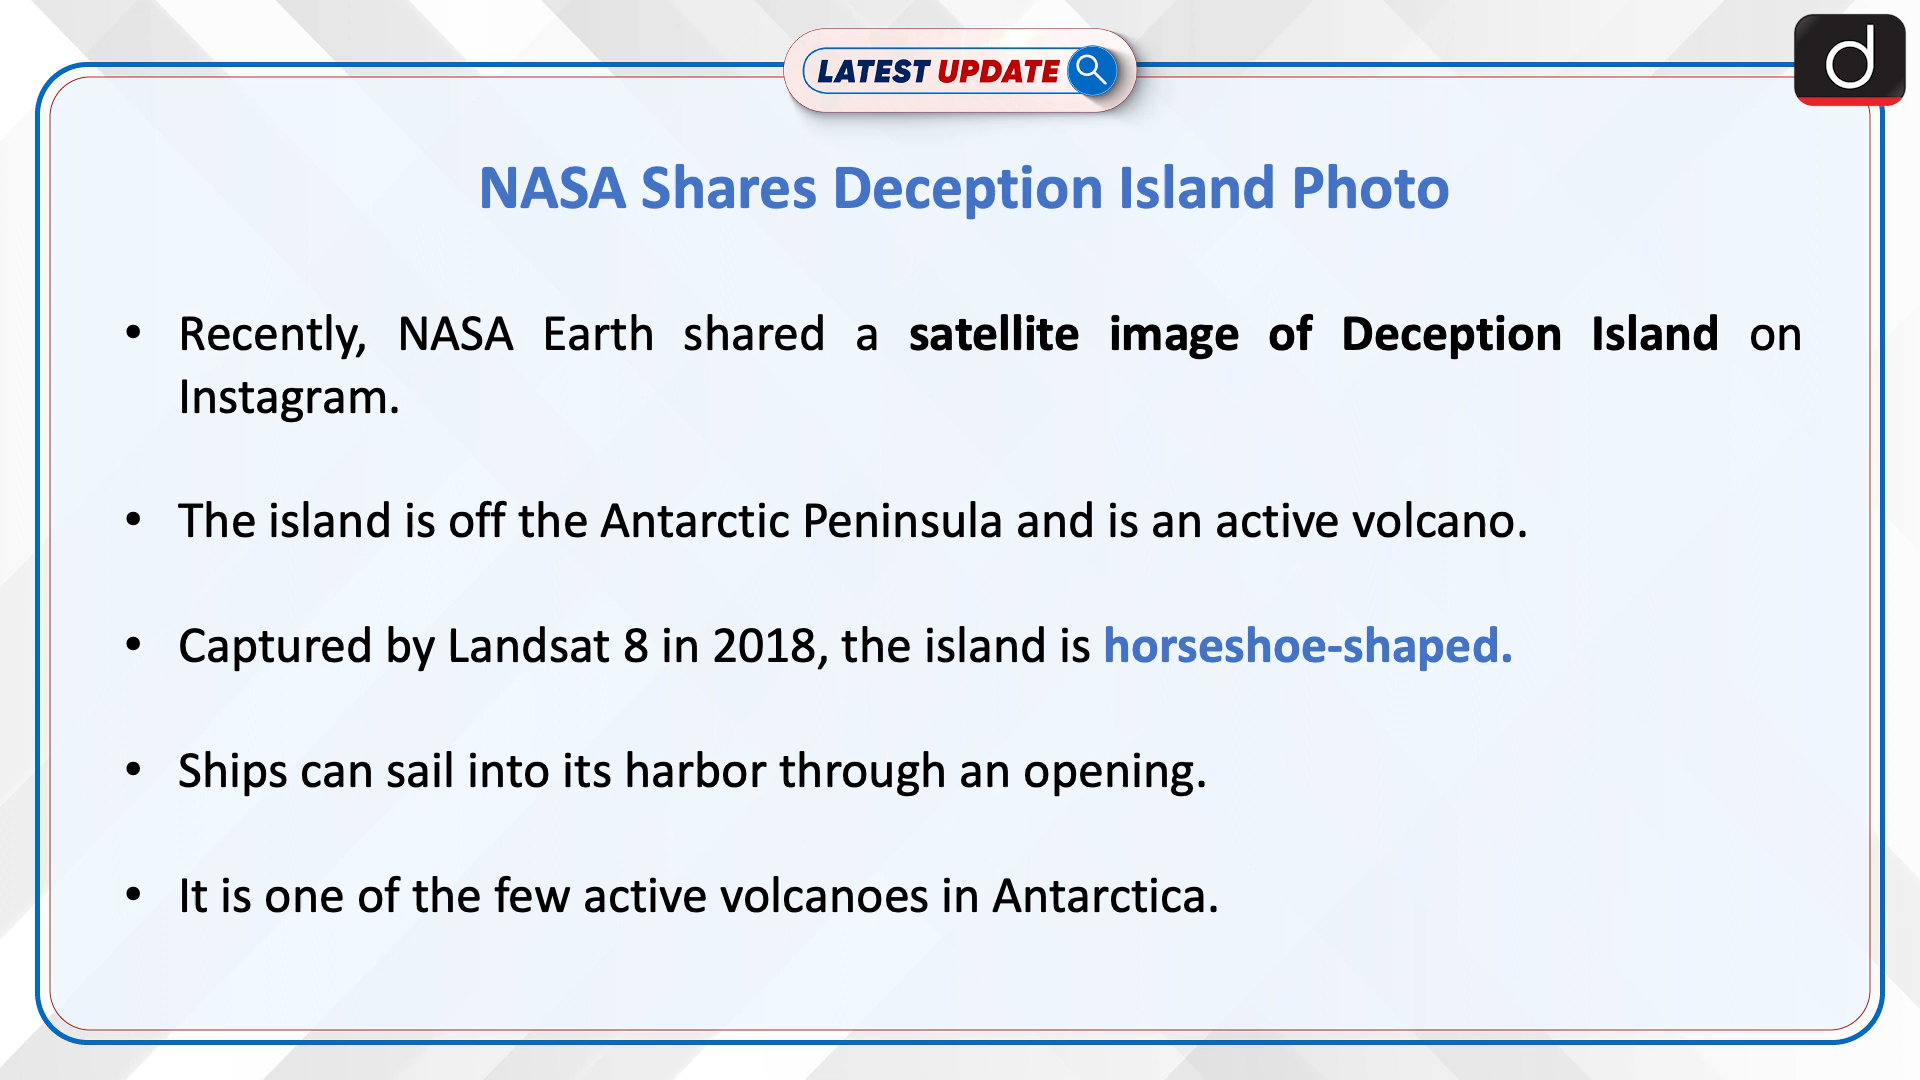 LATEST UPDATE
d
NASA Shares Deception Island Photo
• Recently, NASA Earth shared a satellite image of Deception Island on
Instagram.
• The island is off the Antarctic Peninsula and is an active volcano.
• Captured by Landsat 8 in 2018, the island is horseshoe-shaped.
• Ships can sail into its harbor through an opening.
• It is one of the few active volcanoes in Antarctica.